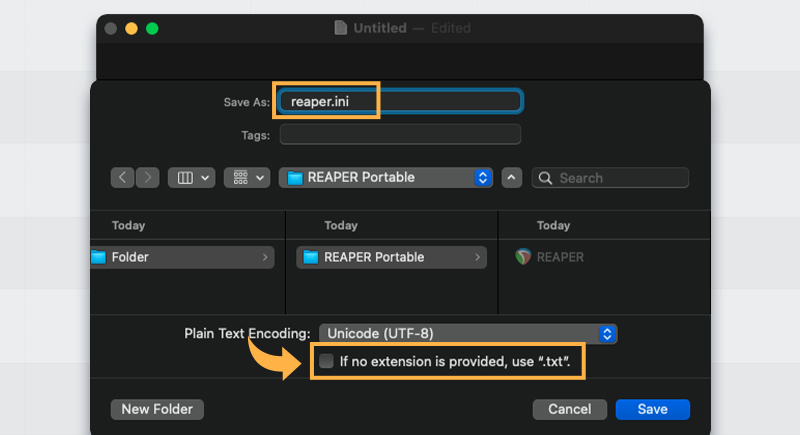 Untitled — Edited
Save As: reaper.ini
Tags:
REAPER Portable Search
Today Today Today
Folder REAPER Portable REAPER
Plain Text Encoding: Unicode (UTF-8)
If no extension is provided, use “.txt”.
New Folder Cancel Save